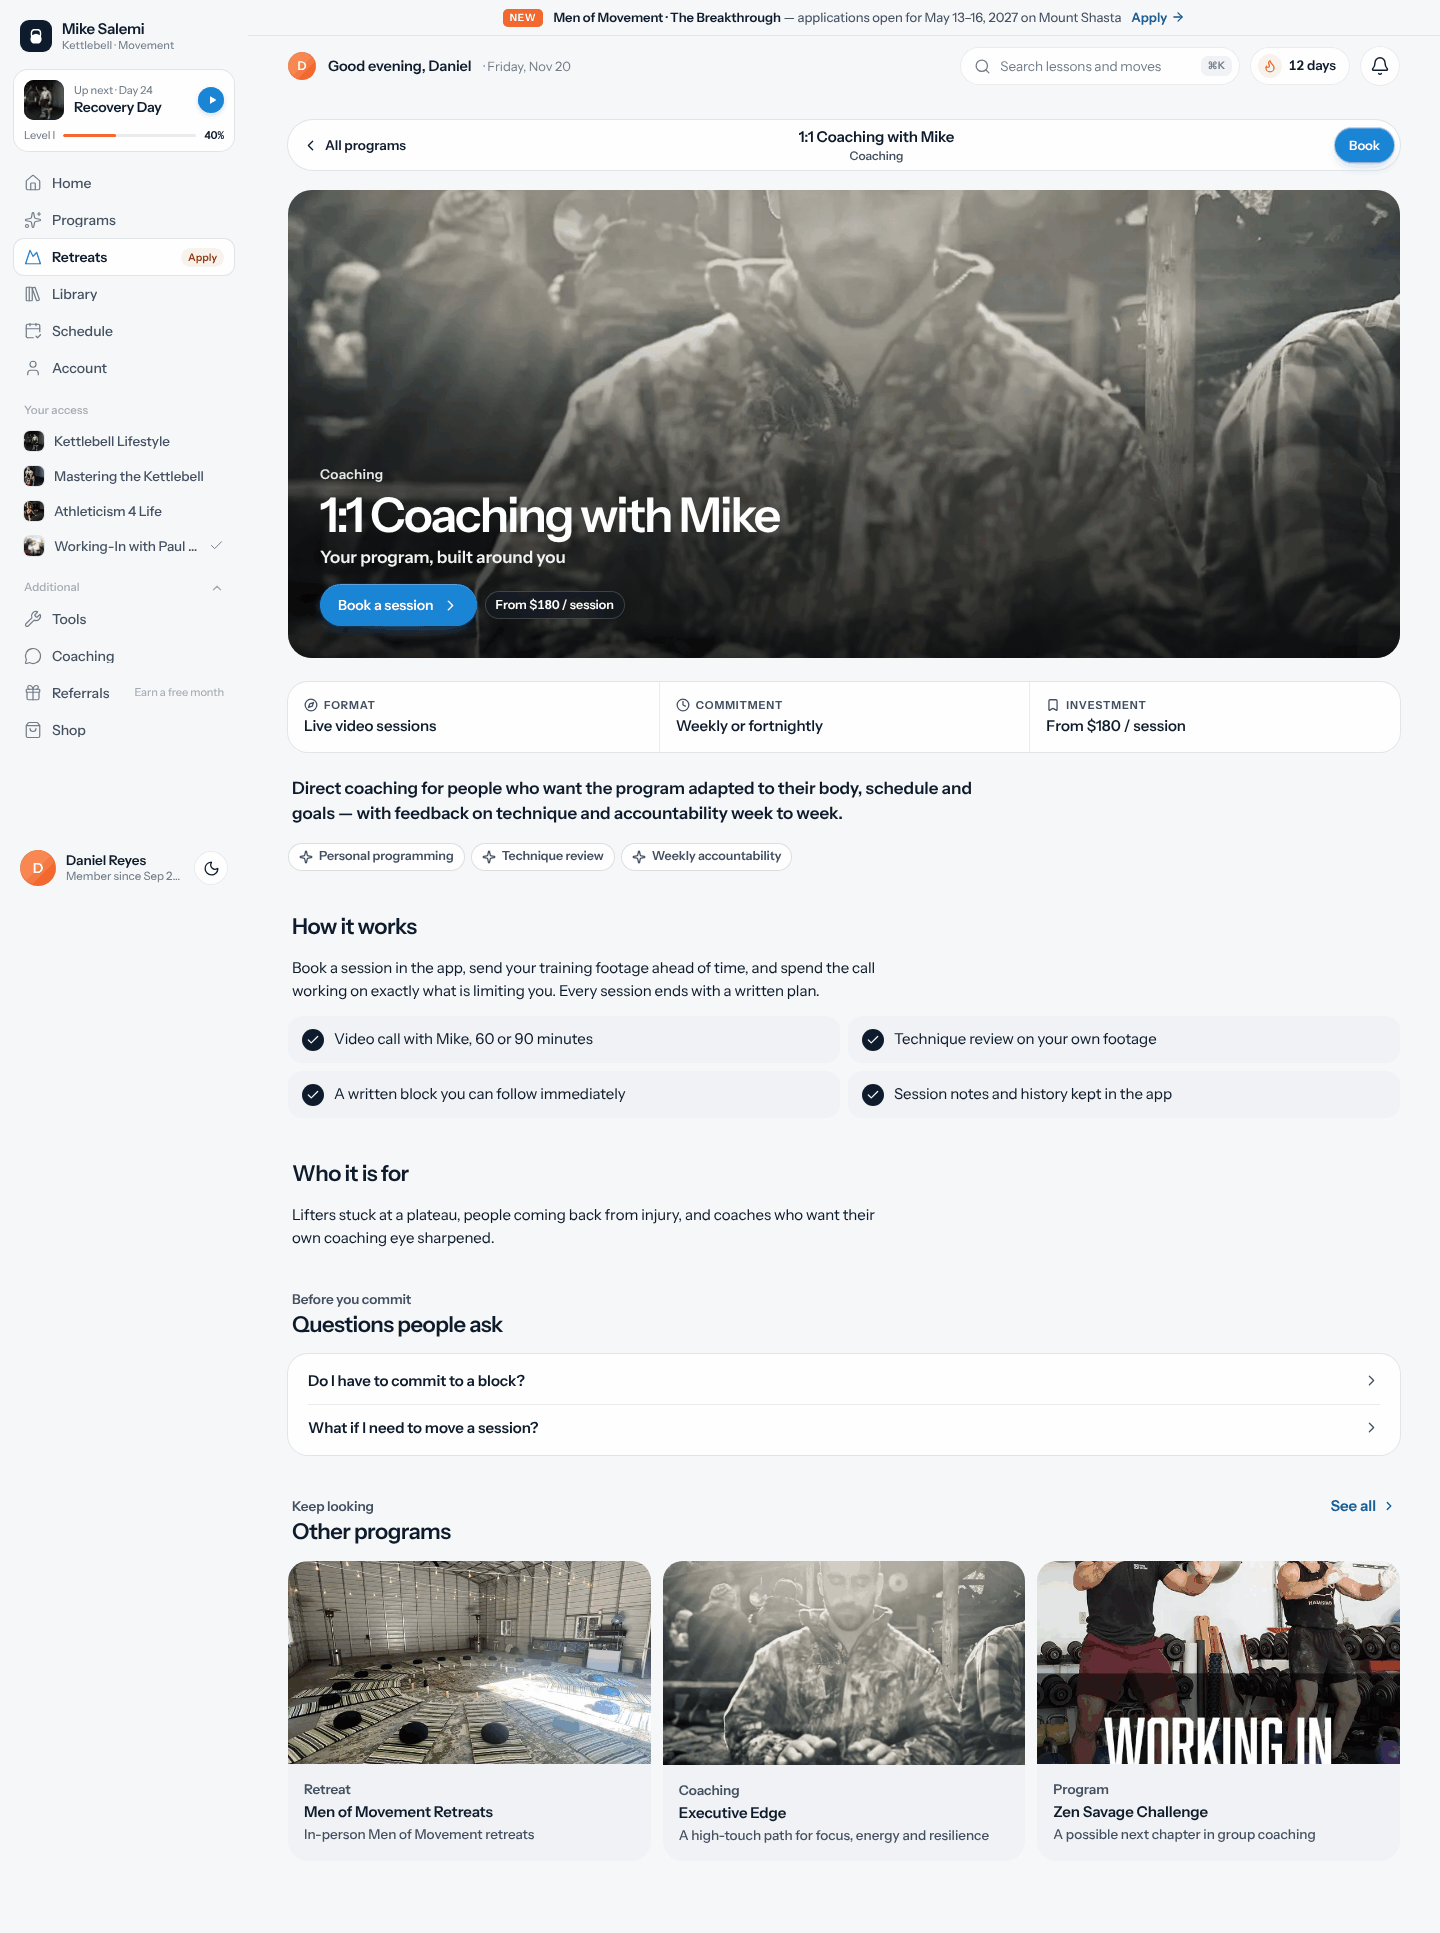 Mike Salemi
Kettlebell · Movement
Up next · Day 24
Recovery Day
Level I
40%
Home
Programs
Retreats
Apply
Library
Schedule
Account
Your access
Kettlebell Lifestyle
Mastering the Kettlebell
Athleticism 4 Life
Working-In with Paul ...
Additional
Tools
Coaching
Referrals
Earn a free month
Shop
D
Daniel Reyes
Member since Sep 2...
NEW
Men of Movement · The Breakthrough — applications open for May 13–16, 2027 on Mount Shasta
Apply
D
Good evening, Daniel
· Friday, Nov 20
Search lessons and moves
⌘K
12 days
All programs
1:1 Coaching with Mike
Coaching
Book
Coaching
1:1 Coaching with Mike
Your program, built around you
Book a session
From $180 / session
FORMAT
Live video sessions
COMMITMENT
Weekly or fortnightly
INVESTMENT
From $180 / session
Direct coaching for people who want the program adapted to their body, schedule and
goals — with feedback on technique and accountability week to week.
Personal programming
Technique review
Weekly accountability
How it works
Book a session in the app, send your training footage ahead of time, and spend the call
working on exactly what is limiting you. Every session ends with a written plan.
Video call with Mike, 60 or 90 minutes
Technique review on your own footage
A written block you can follow immediately
Session notes and history kept in the app
Who it is for
Lifters stuck at a plateau, people coming back from injury, and coaches who want their
own coaching eye sharpened.
Before you commit
Questions people ask
Do I have to commit to a block?
What if I need to move a session?
Keep looking
See all
Other programs
WORKING IN
Retreat
Men of Movement Retreats
In-person Men of Movement retreats
Coaching
Executive Edge
A high-touch path for focus, energy and resilience
Program
Zen Savage Challenge
A possible next chapter in group coaching